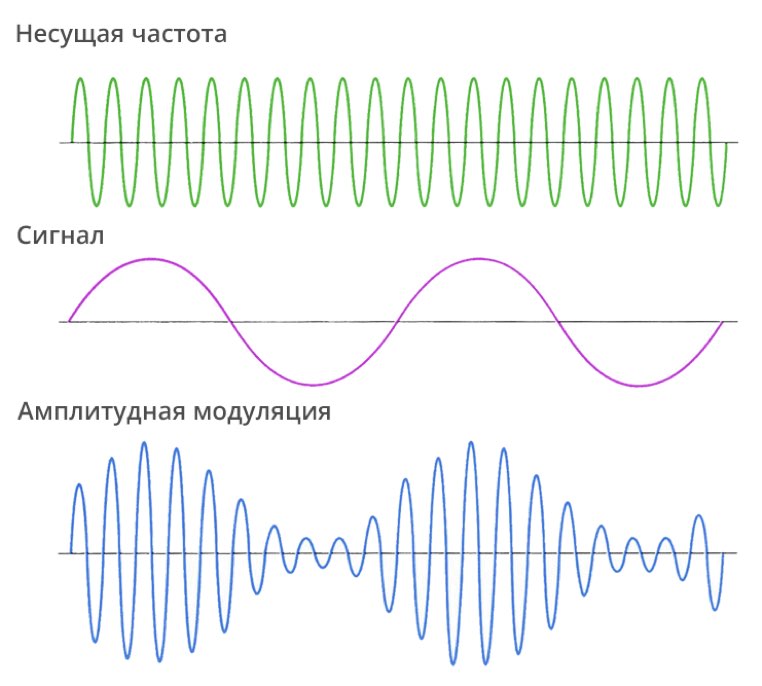 Несущая частота
Сигнал
Амплитудная модуляция